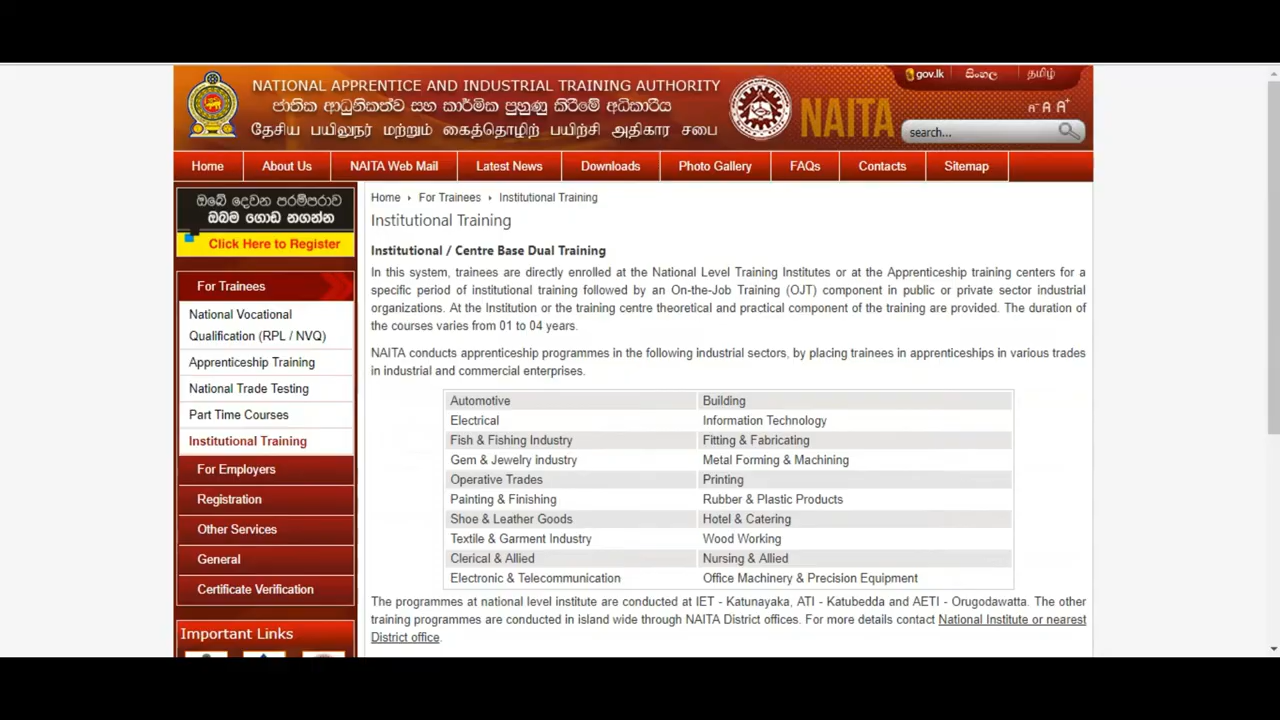 NATIONAL APPRENTICE AND INDUSTRIAL TRAINING AUTHORITY
ජාතික ආධුනිකත්ව සහ කාර්මික පුහුණු කිරීමේ අධිකාරිය
தேசிய பயிலுநர் மற்றும் கைத்தொழிற் பயிற்சி அதிகார சபை
NAITA
gov.lk සිංහල தமிழ்
A- A A+
search...
Home About Us NAITA Web Mail Latest News Downloads Photo Gallery FAQs Contacts Sitemap
ඔබේ දෙවන පරම්පරාව
ඔබම ගොඩ නගන්න
Click Here to Register
For Trainees
National Vocational
Qualification (RPL / NVQ)
Apprenticeship Training
National Trade Testing
Part Time Courses
Institutional Training
For Employers
Registration
Other Services
General
Certificate Verification
Important Links
Home For Trainees Institutional Training
Institutional Training
Institutional / Centre Base Dual Training
In this system, trainees are directly enrolled at the National Level Training Institutes or at the Apprenticeship training centers for a
specific period of institutional training followed by an On-the-Job Training (OJT) component in public or private sector industrial
organizations. At the Institution or the training centre theoretical and practical component of the training are provided. The duration of
the courses varies from 01 to 04 years.
NAITA conducts apprenticeship programmes in the following industrial sectors, by placing trainees in apprenticeships in various trades
in industrial and commercial enterprises.
Automotive Building
Electrical Information Technology
Fish & Fishing Industry Fitting & Fabricating
Gem & Jewelry industry Metal Forming & Machining
Operative Trades Printing
Painting & Finishing Rubber & Plastic Products
Shoe & Leather Goods Hotel & Catering
Textile & Garment Industry Wood Working
Clerical & Allied Nursing & Allied
Electronic & Telecommunication Office Machinery & Precision Equipment
The programmes at national level institute are conducted at IET - Katunayaka, ATI - Katubedda and AETI - Orugodawatta. The other
training programmes are conducted in island wide through NAITA District offices. For more details contact National Institute or nearest
District office.